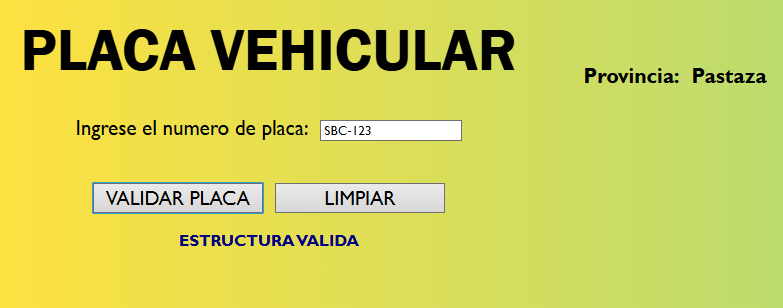 PLACA VEHICULAR
Provincia: Pastaza
Ingrese el numero de placa: SBC-123
VALIDAR PLACA LIMPIAR
ESTRUCTURA VALIDA